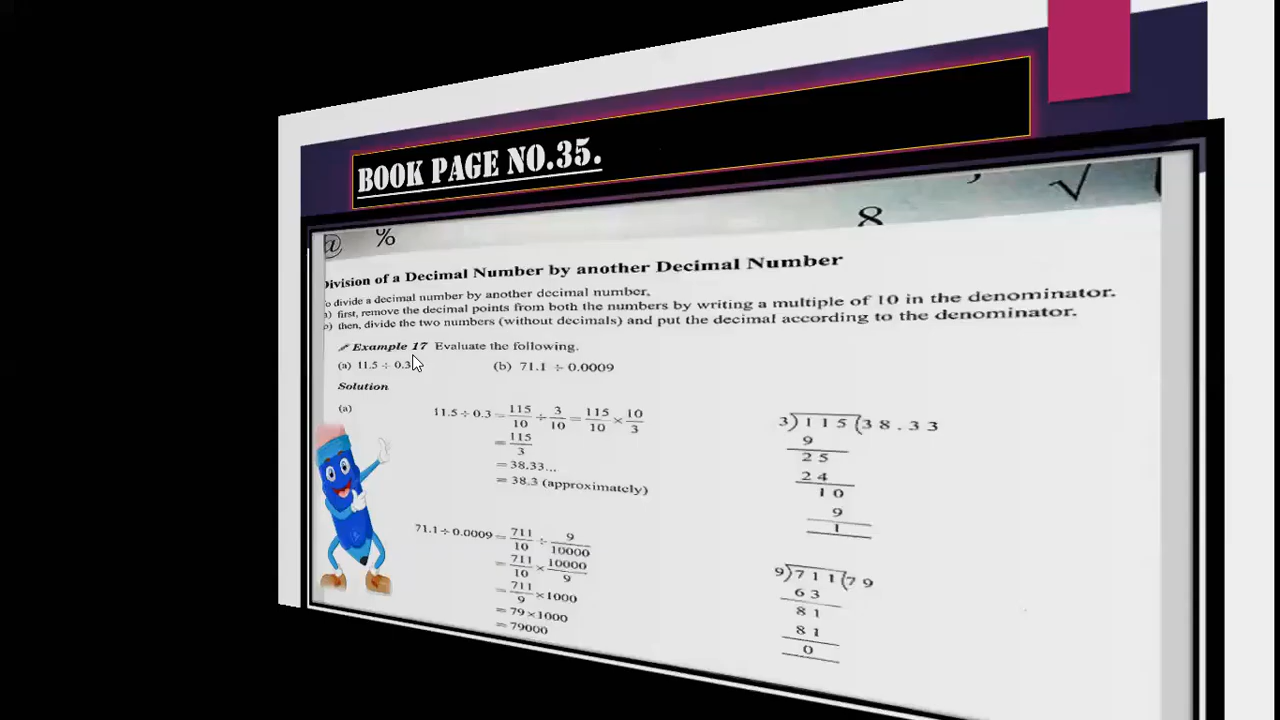 BOOK PAGE NO.35.
@ % 8 , √
Division of a Decimal Number by another Decimal Number
o divide a decimal number by another decimal number,
) first, remove the decimal points from both the numbers by writing a multiple of 10 in the denominator.
) then, divide the two numbers (without decimals) and put the decimal according to the denominator.
Example 17 Evaluate the following.
(a) 11.5 ÷ 0.3 (b) 71.1 ÷ 0.0009
Solution
(a)
11.5 ÷ 0.3 = 115/10 ÷ 3/10 = 115/10 × 10/3
= 115/3
= 38.33...
= 38.3 (approximately)
3)115(38.33
9
25
24
10
9
1
71.1 ÷ 0.0009 = 711/10 ÷ 9/10000
= 711/10 × 10000/9
= 711/9 × 1000
= 79 × 1000
= 79000
9)711(79
63
81
81
0